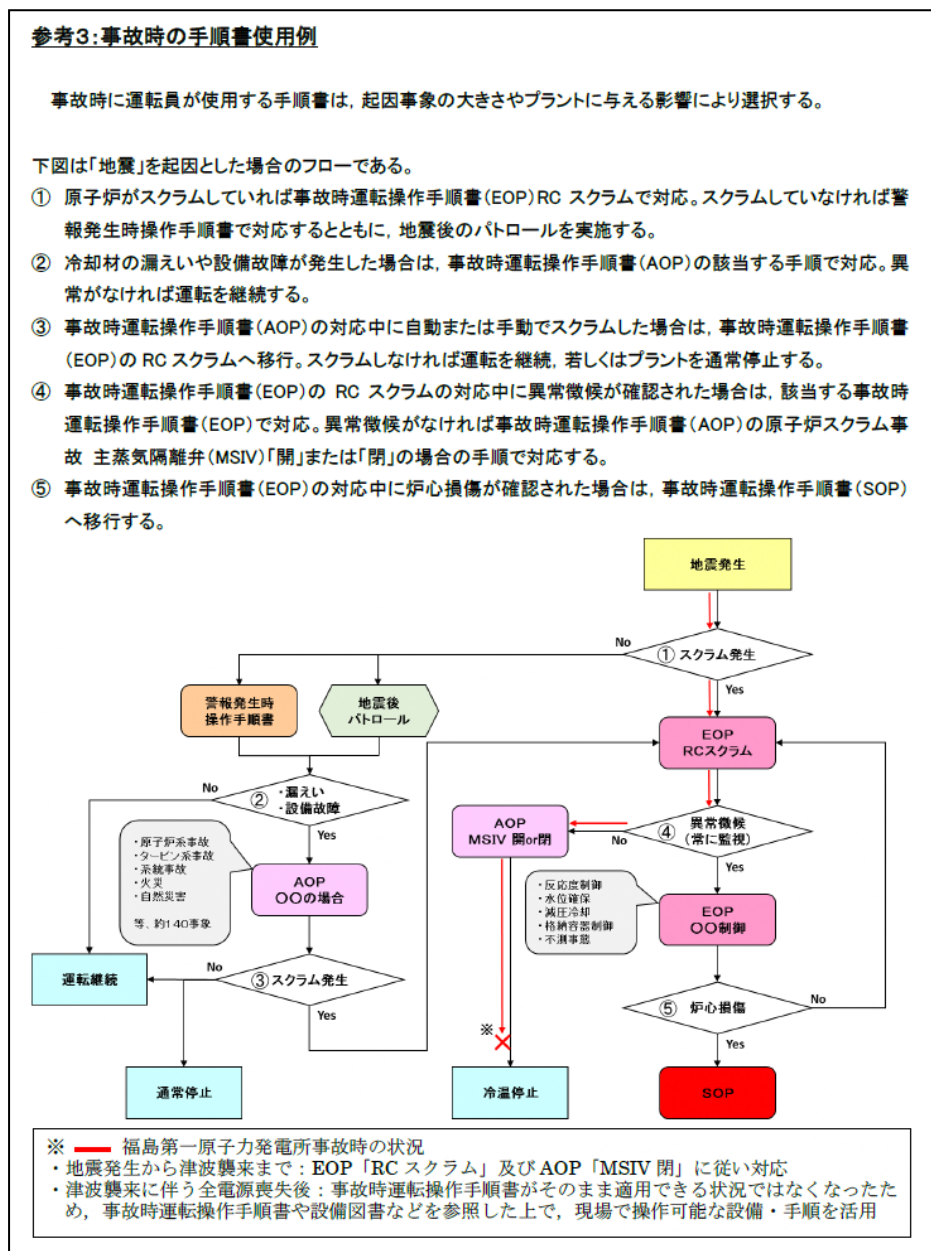 参考３：事故時の手順書使用例
事故時に運転員が使用する手順書は，起因事象の大きさやプラントに与える影響により選択する。
下図は「地震」を起因とした場合のフローである。
① 原子炉がスクラムしていれば事故時運転操作手順書（EOP）RC スクラムで対応。スクラムしていなければ警
報発生時操作手順書で対応するとともに，地震後のパトロールを実施する。
② 冷却材の漏えいや設備故障が発生した場合は，事故時運転操作手順書（AOP）の該当する手順で対応。異
常がなければ運転を継続する。
③ 事故時運転操作手順書（AOP）の対応中に自動または手動でスクラムした場合は，事故時運転操作手順書
（EOP）の RC スクラムへ移行。スクラムしなければ運転を継続，若しくはプラントを通常停止する。
④ 事故時運転操作手順書（EOP）の RC スクラムの対応中に異常徴候が確認された場合は，該当する事故時
運転操作手順書（EOP）で対応。異常徴候がなければ事故時運転操作手順書（AOP）の原子炉スクラム事
故 主蒸気隔離弁（MSIV）「開」または「閉」の場合の手順で対応する。
⑤ 事故時運転操作手順書（EOP）の対応中に炉心損傷が確認された場合は，事故時運転操作手順書（SOP）
へ移行する。
地震発生
No
① スクラム発生
Yes
警報発生時
操作手順書
地震後
パトロール
EOP
RCスクラム
No
② ・漏えい
・設備故障
Yes
AOP
MSIV 開or閉
No
④ 異常徴候
（常に監視）
Yes
・原子炉系事故
・タービン系事故
・系統事故
・火災
・自然災害
等、約140事象
AOP
〇〇の場合
・反応度制御
・水位確保
・減圧冷却
・格納容器制御
・不測事態
EOP
〇〇制御
運転継続
No
③ スクラム発生
Yes
⑤ 炉心損傷
No
Yes
※
通常停止
冷温停止
SOP
※ 福島第一原子力発電所事故時の状況
・地震発生から津波襲来まで：EOP「RC スクラム」及び AOP「MSIV 閉」に従い対応
・津波襲来に伴う全電源喪失後：事故時運転操作手順書がそのまま適用できる状況ではなくなったた
め，事故時運転操作手順書や設備図書などを参照した上で，現場で操作可能な設備・手順を活用